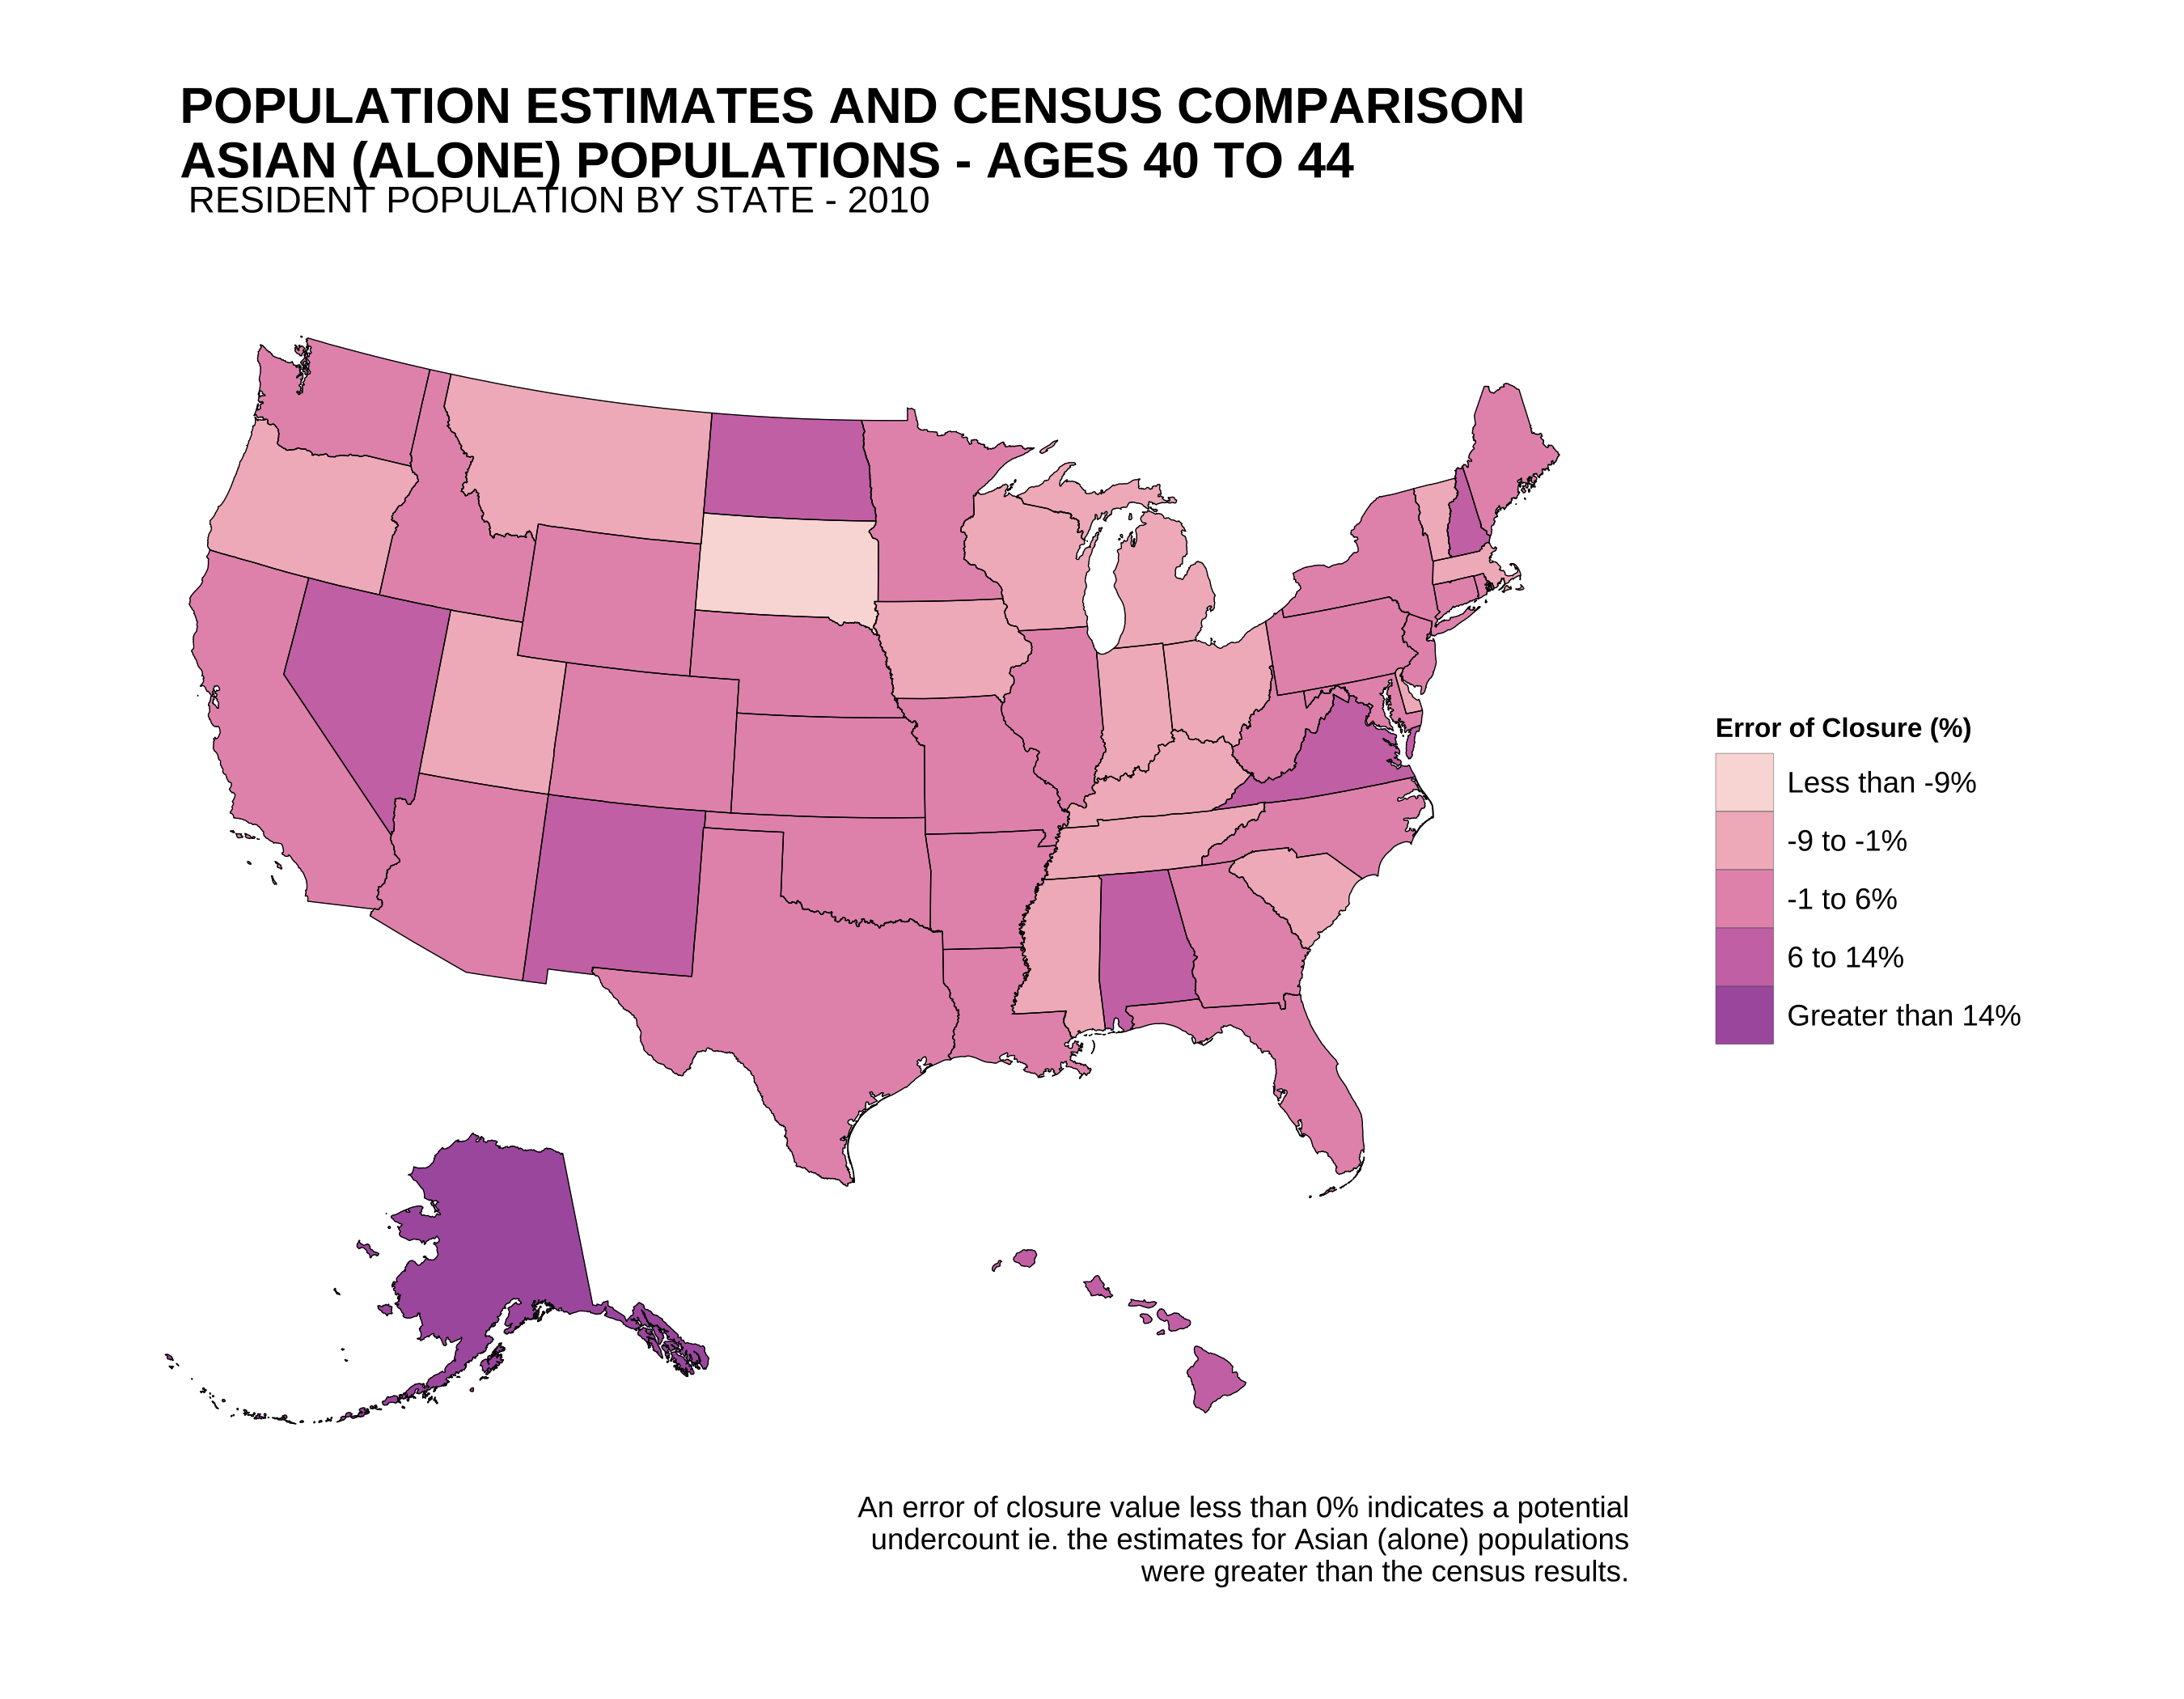 POPULATION ESTIMATES AND CENSUS COMPARISON
ASIAN (ALONE) POPULATIONS - AGES 40 TO 44
RESIDENT POPULATION BY STATE - 2010
Error of Closure (%)
Less than -9%
-9 to -1%
-1 to 6%
6 to 14%
Greater than 14%
An error of closure value less than 0% indicates a potential
undercount ie. the estimates for Asian (alone) populations
were greater than the census results.